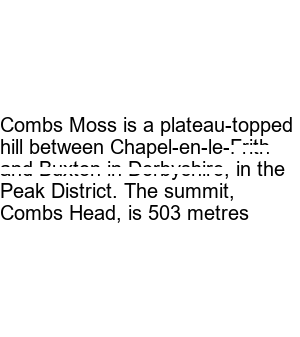 Combs Moss is a plateau-topped
hill between Chapel-en-le-Frith
and Buxton in Derbyshire, in the
Peak District. The summit,
Combs Head, is 503 metres